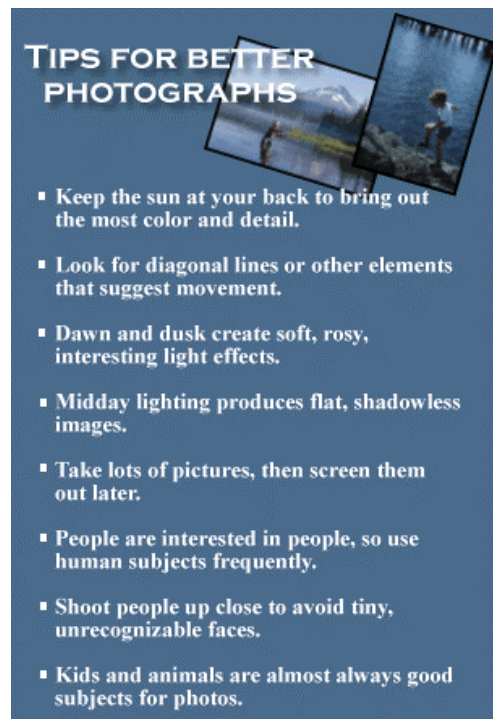 TIPS FOR BETTER
PHOTOGRAPHS
Keep the sun at your back to bring out
the most color and detail.
Look for diagonal lines or other elements
that suggest movement.
Dawn and dusk create soft, rosy,
interesting light effects.
Midday lighting produces flat, shadowless
images.
Take lots of pictures, then screen them
out later.
People are interested in people, so use
human subjects frequently.
Shoot people up close to avoid tiny,
unrecognizable faces.
Kids and animals are almost always good
subjects for photos.